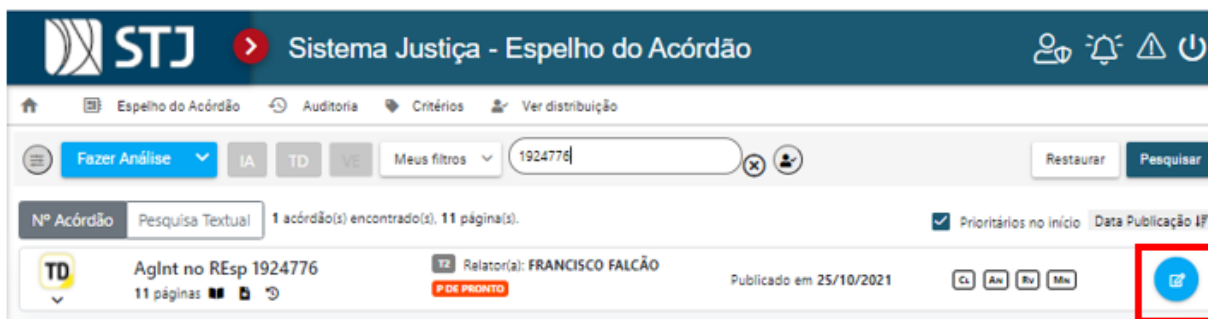 STJ Sistema Justiça - Espelho do Acórdão
Espelho do Acórdão Auditoria Critérios Ver distribuição
Fazer Análise IA TD VE Meus filtros 1924776 Restaurar Pesquisar
Nº Acórdão Pesquisa Textual 1 acórdão(s) encontrado(s), 11 página(s). Prioritários no início Data Publicação
TD AgInt no REsp 1924776 T2 Relator(a): FRANCISCO FALCÃO Publicado em 25/10/2021 CL AN RV MN
11 páginas P DE PRONTO